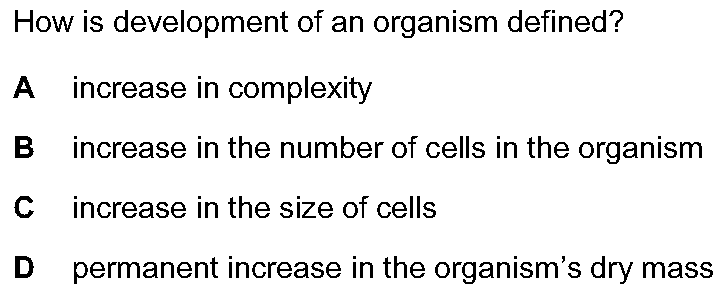 How is development of an organism defined?
A increase in complexity
B increase in the number of cells in the organism
C increase in the size of cells
D permanent increase in the organism’s dry mass